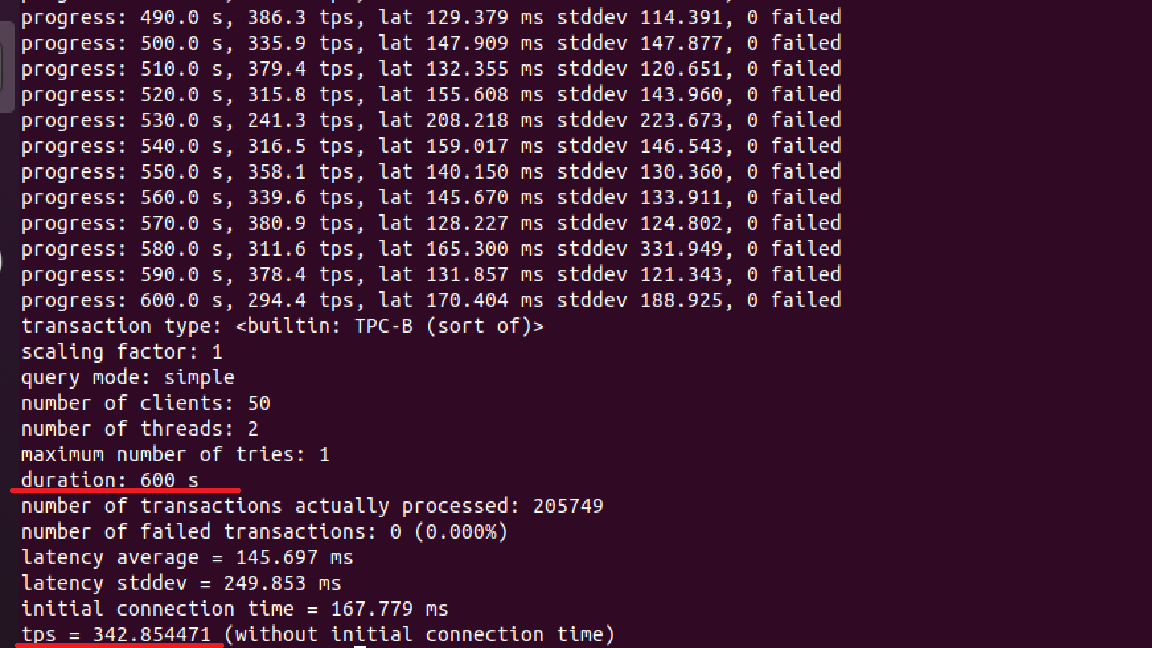 progress: 490.0 s, 386.3 tps, lat 129.379 ms stddev 114.391, 0 failed
progress: 500.0 s, 335.9 tps, lat 147.909 ms stddev 147.877, 0 failed
progress: 510.0 s, 379.4 tps, lat 132.355 ms stddev 120.651, 0 failed
progress: 520.0 s, 315.8 tps, lat 155.608 ms stddev 143.960, 0 failed
progress: 530.0 s, 241.3 tps, lat 208.218 ms stddev 223.673, 0 failed
progress: 540.0 s, 316.5 tps, lat 159.017 ms stddev 146.543, 0 failed
progress: 550.0 s, 358.1 tps, lat 140.150 ms stddev 130.360, 0 failed
progress: 560.0 s, 339.6 tps, lat 145.670 ms stddev 133.911, 0 failed
progress: 570.0 s, 380.9 tps, lat 128.227 ms stddev 124.802, 0 failed
progress: 580.0 s, 311.6 tps, lat 165.300 ms stddev 331.949, 0 failed
progress: 590.0 s, 378.4 tps, lat 131.857 ms stddev 121.343, 0 failed
progress: 600.0 s, 294.4 tps, lat 170.404 ms stddev 188.925, 0 failed
transaction type: <builtin: TPC-B (sort of)>
scaling factor: 1
query mode: simple
number of clients: 50
number of threads: 2
maximum number of tries: 1
duration: 600 s
number of transactions actually processed: 205749
number of failed transactions: 0 (0.000%)
latency average = 145.697 ms
latency stddev = 249.853 ms
initial connection time = 167.779 ms
tps = 342.854471 (without initial connection time)